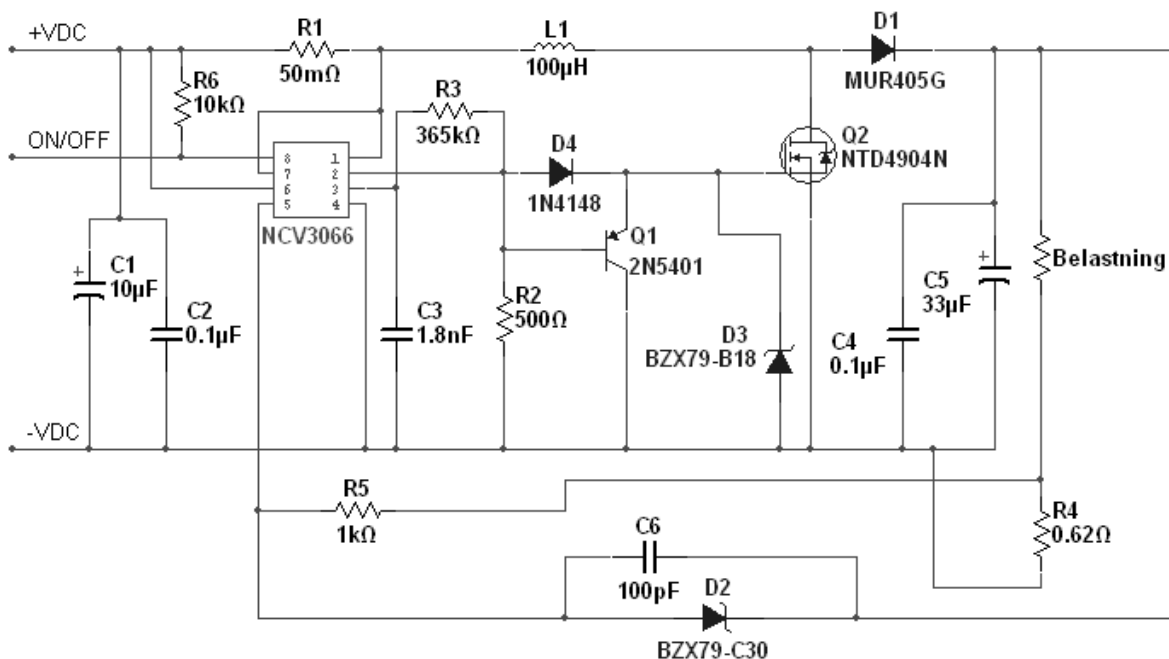 +VDC
R1
50mΩ
L1
100µH
D1
MUR405G
R6
10kΩ
R3
365kΩ
ON/OFF
D4
1N4148
Q2
NTD4904N
8 1
7 2
6 3
5 4
NCV3066
Q1
2N5401
Belastning
C1
10µF
+
C2
0.1µF
C3
1.8nF
R2
500Ω
D3
BZX79-B18
C5
33µF
+
C4
0.1µF
-VDC
R5
1kΩ
R4
0.62Ω
C6
100pF
D2
BZX79-C30